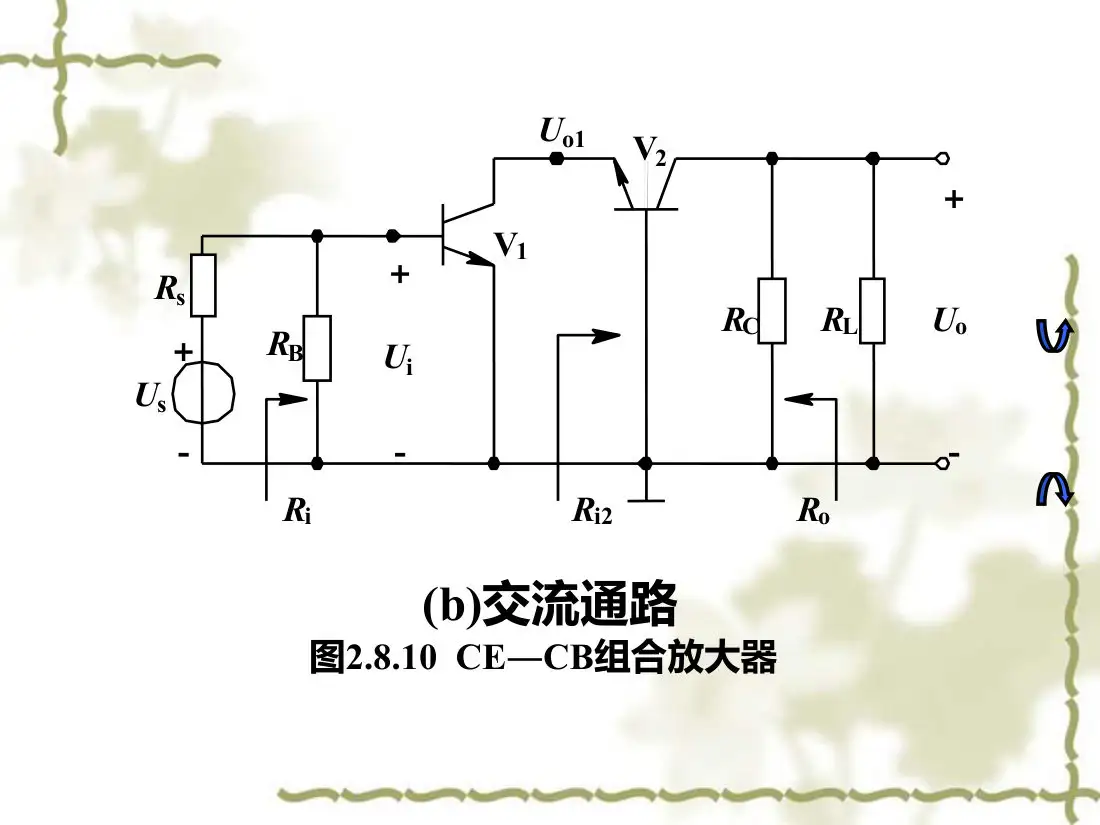 Uo1
V2
V1
+
Rs
+
RB
Ui
RC
RL
Uo
+
Us
-
-
-
Ri
Ri2
Ro
(b)交流通路
图2.8.10 CE—CB组合放大器